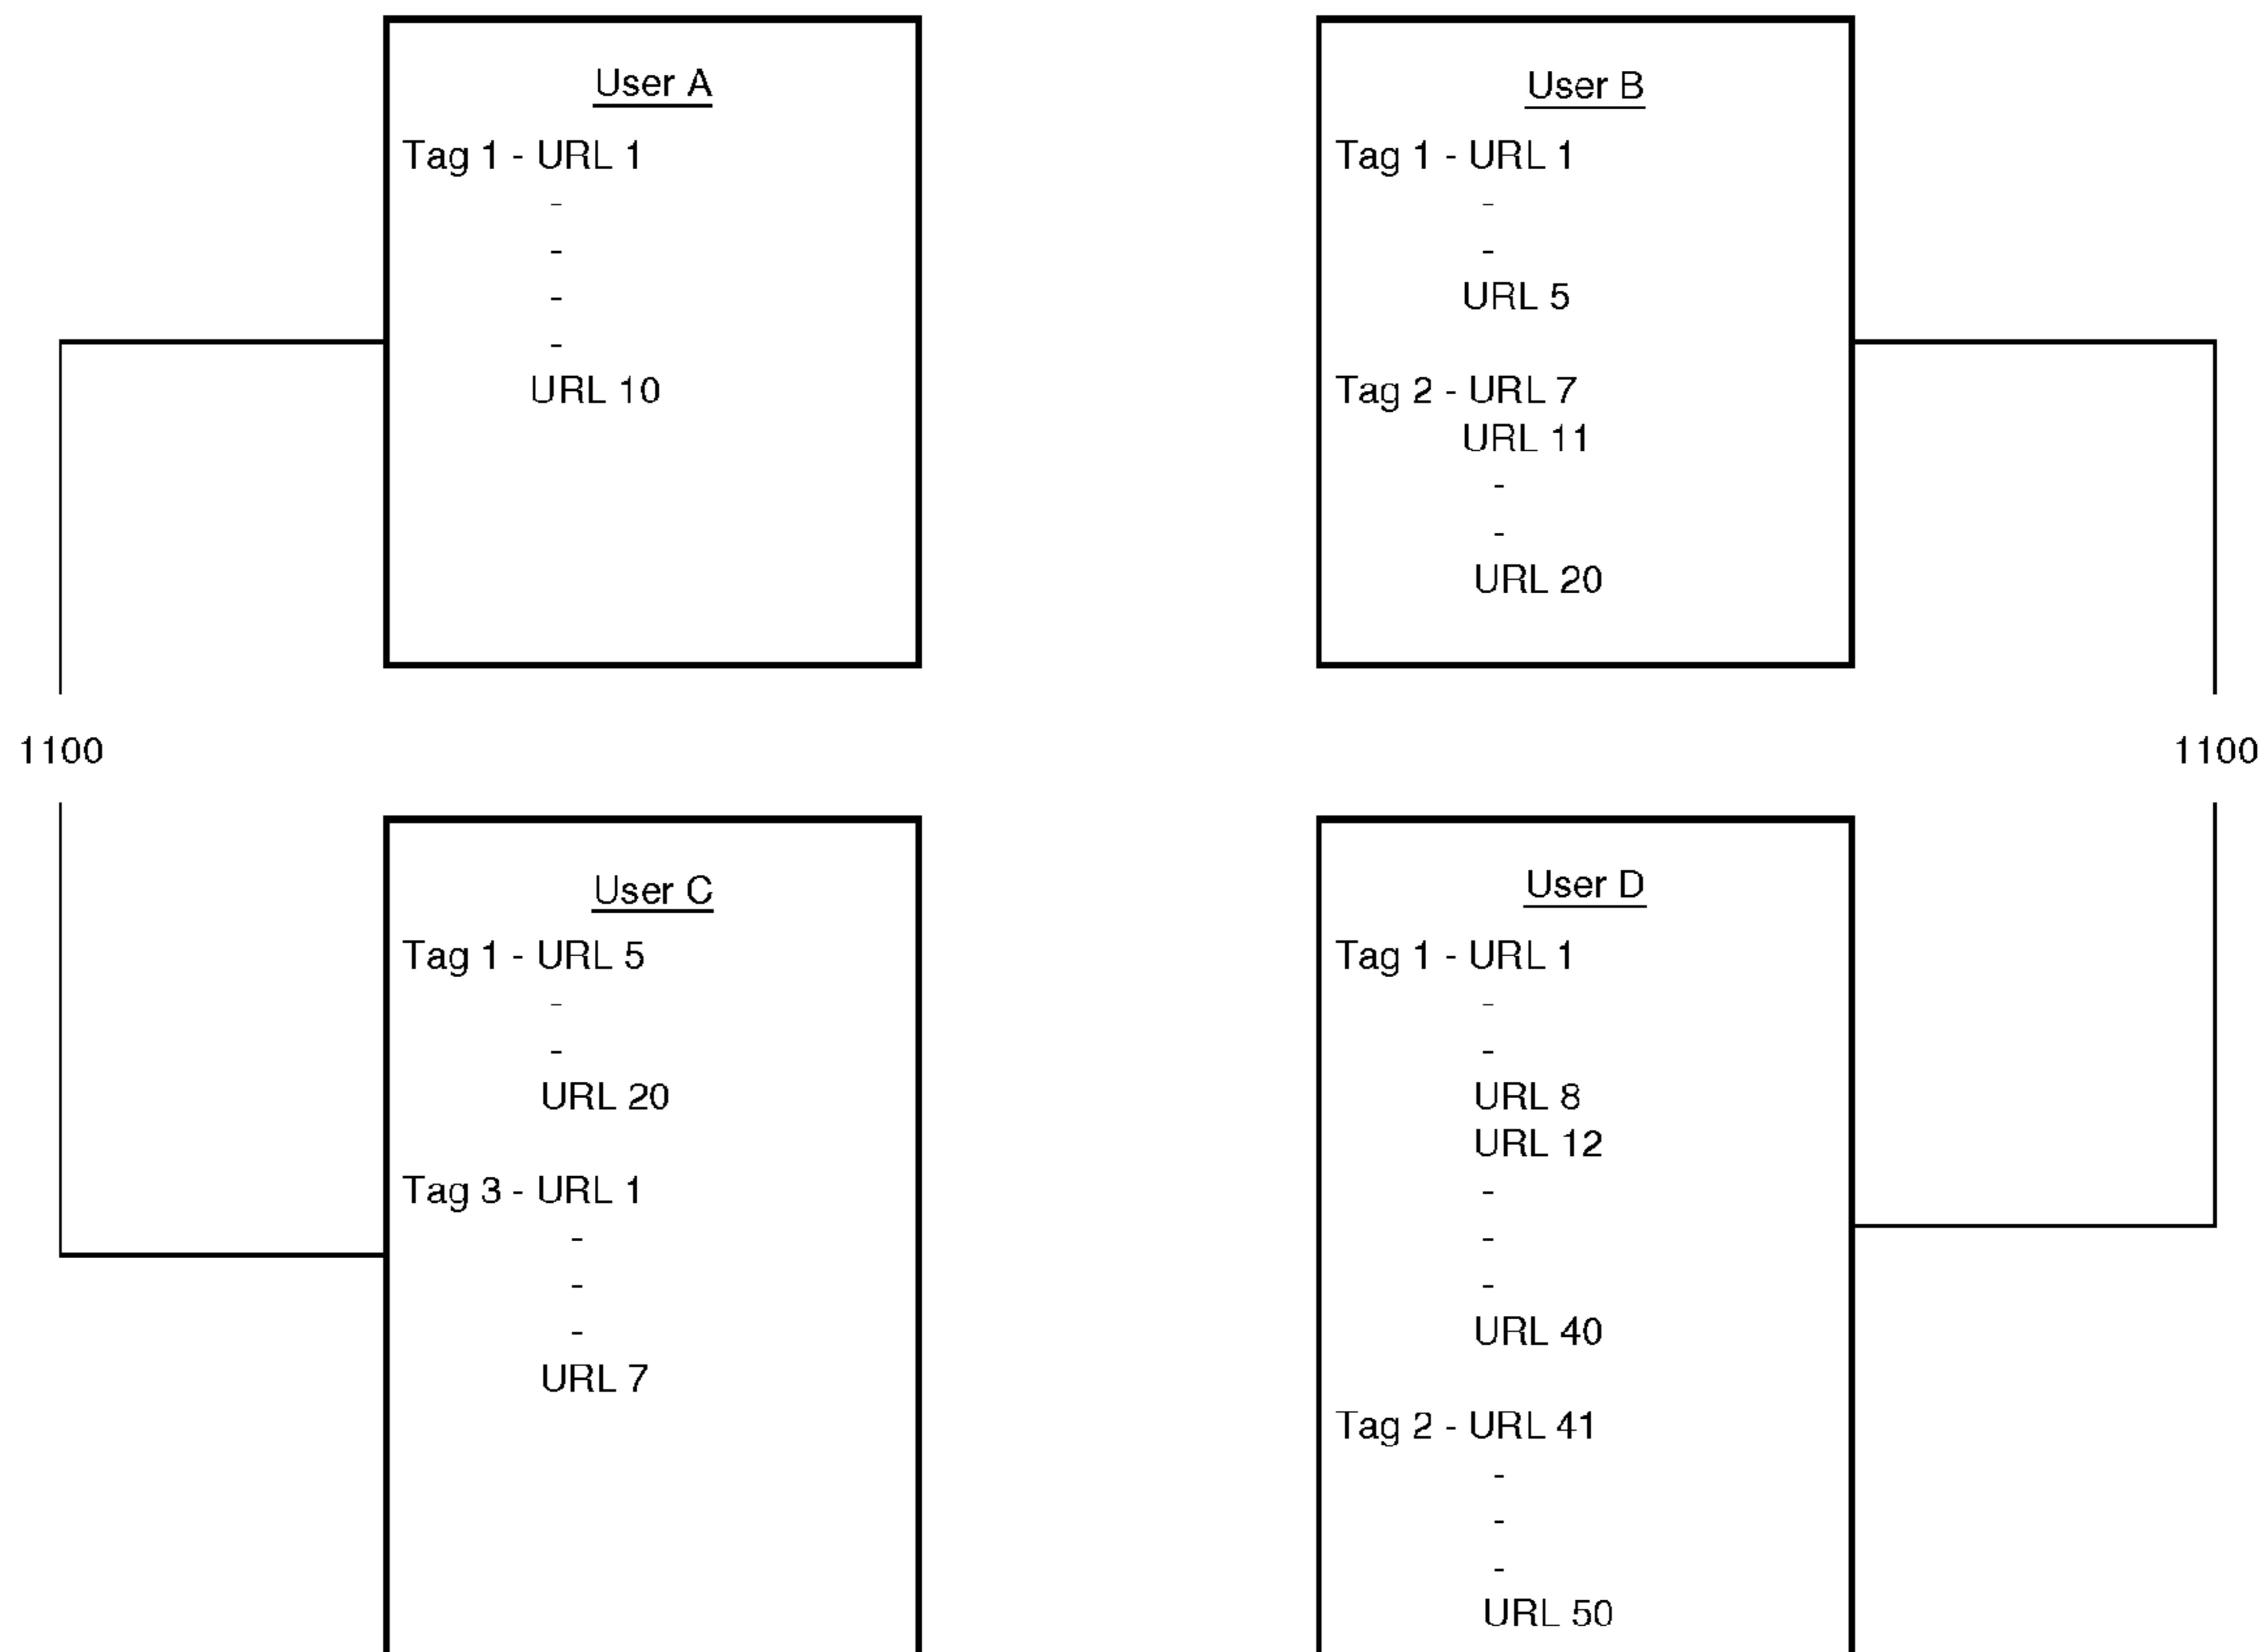 User A
Tag 1 - URL 1
-
-
-
-
URL 10
User B
Tag 1 - URL 1
-
-
URL 5
Tag 2 - URL 7
URL 11
-
-
URL 20
1100
1100
User C
Tag 1 - URL 5
-
-
URL 20
Tag 3 - URL 1
-
-
-
URL 7
User D
Tag 1 - URL 1
-
-
URL 8
URL 12
-
-
-
URL 40
Tag 2 - URL 41
-
-
-
URL 50